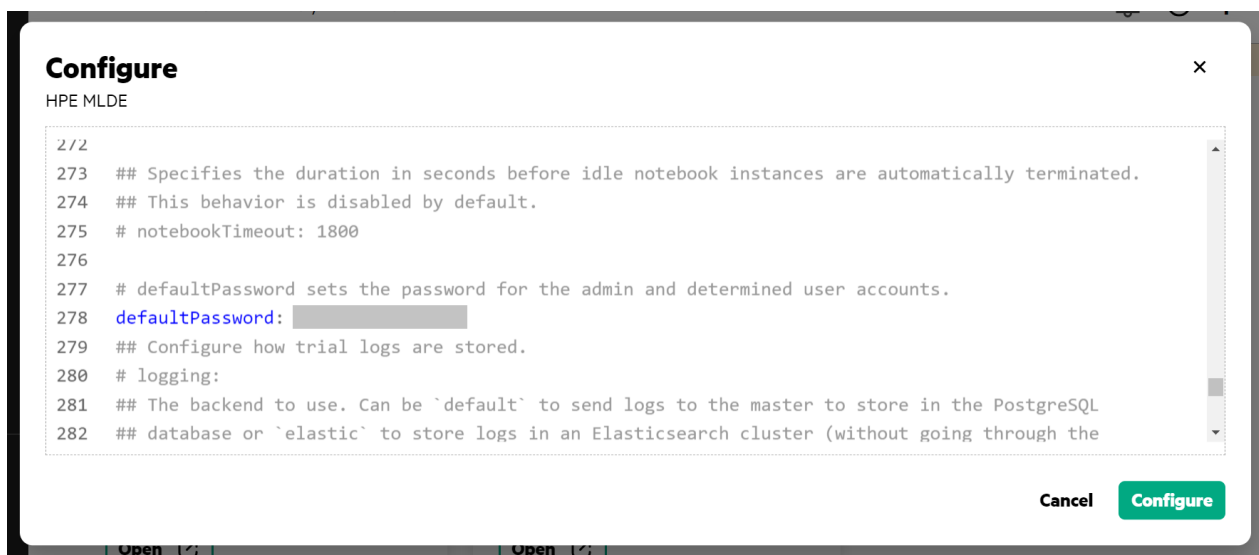 Configure
HPE MLDE
272
273 ## Specifies the duration in seconds before idle notebook instances are automatically terminated.
274 ## This behavior is disabled by default.
275 # notebookTimeout: 1800
276
277 # defaultPassword sets the password for the admin and determined user accounts.
278 defaultPassword:
279 ## Configure how trial logs are stored.
280 # logging:
281 ## The backend to use. Can be `default` to send logs to the master to store in the PostgreSQL
282 ## database or `elastic` to store logs in an Elasticsearch cluster (without going through the
Cancel Configure
Open Open